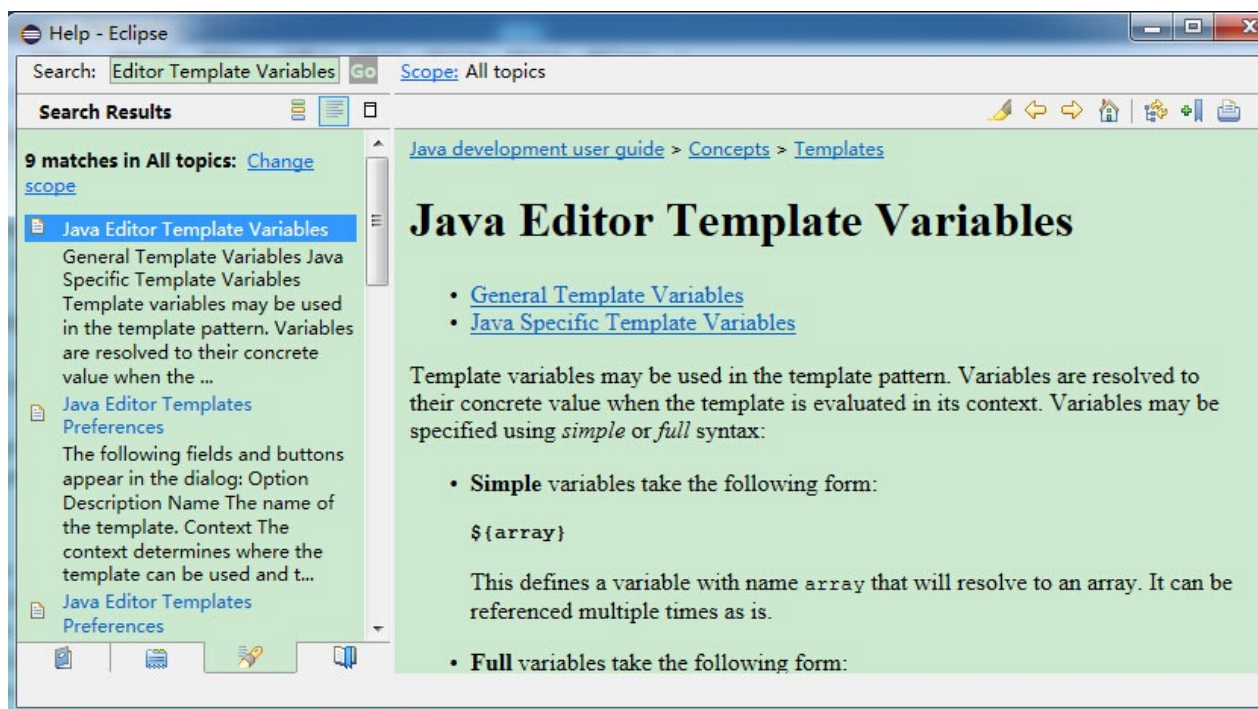 Help - Eclipse
Search: Editor Template Variables Go
Scope: All topics
Search Results
9 matches in All topics: Change
scope
Java Editor Template Variables
General Template Variables Java
Specific Template Variables
Template variables may be used
in the template pattern. Variables
are resolved to their concrete
value when the ...
Java Editor Templates
Preferences
The following fields and buttons
appear in the dialog: Option
Description Name The name of
the template. Context The
context determines where the
template can be used and t...
Java Editor Templates
Preferences
Java development user guide > Concepts > Templates
Java Editor Template Variables
• General Template Variables
• Java Specific Template Variables
Template variables may be used in the template pattern. Variables are resolved to
their concrete value when the template is evaluated in its context. Variables may be
specified using simple or full syntax:
• Simple variables take the following form:
${array}
This defines a variable with name array that will resolve to an array. It can be
referenced multiple times as is.
• Full variables take the following form: